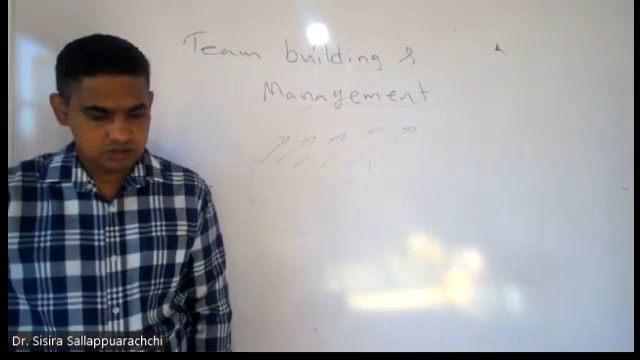 Team building &
Management
Dr. Sisira Sallappuarachchi